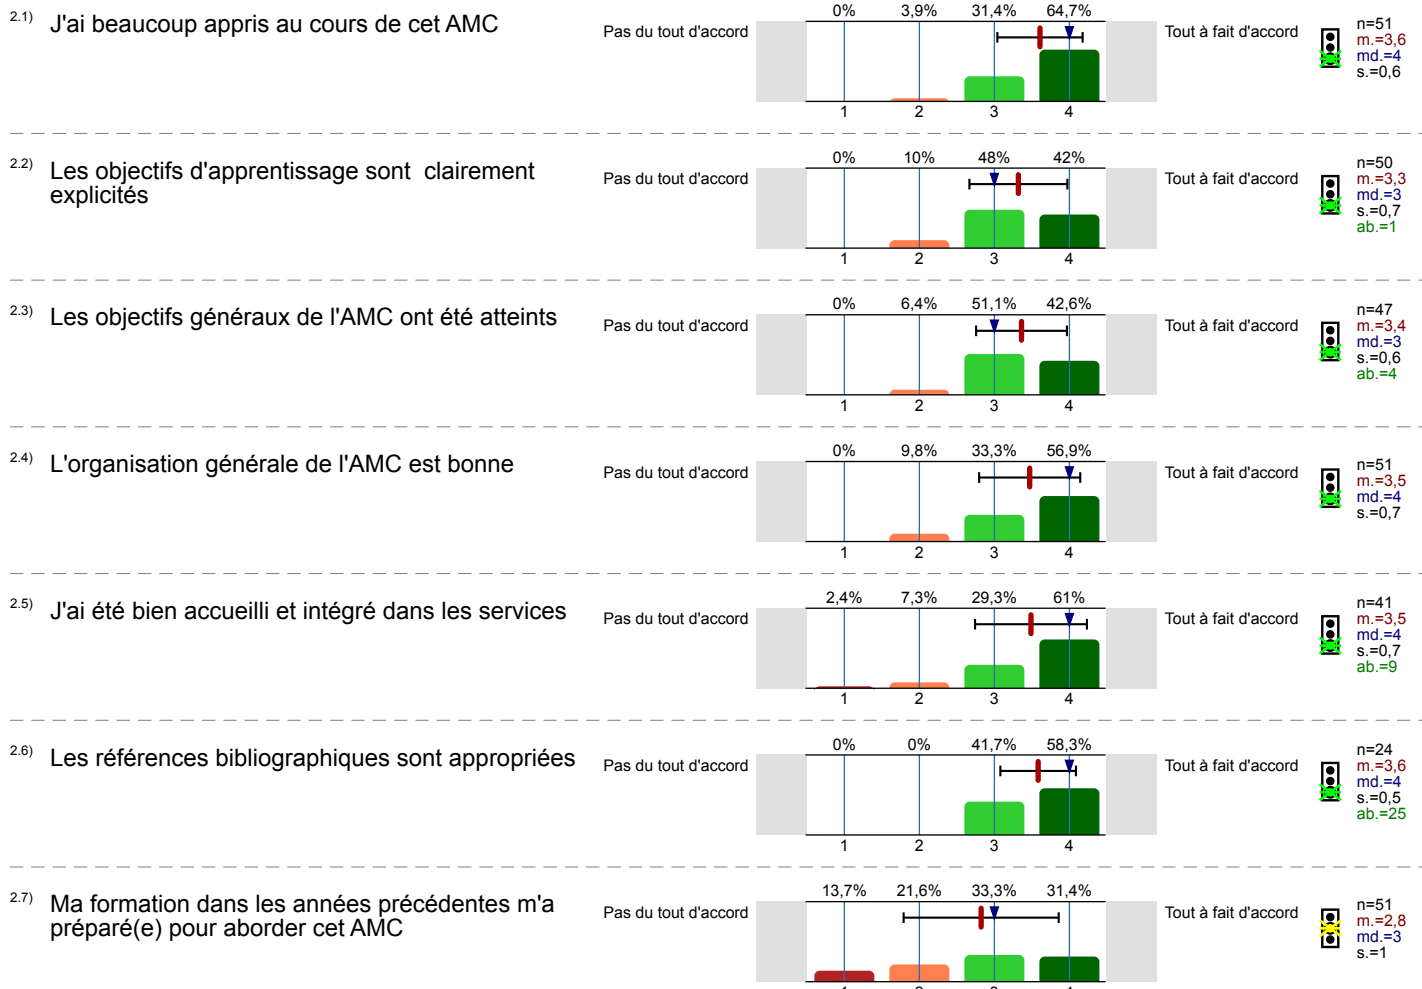 2.1) J'ai beaucoup appris au cours de cet AMC
Pas du tout d'accord
0% 3,9% 31,4% 64,7%
1 2 3 4
Tout à fait d'accord
n=51
m.=3,6
md.=4
s.=0,6
2.2) Les objectifs d'apprentissage sont clairement
explicités
Pas du tout d'accord
0% 10% 48% 42%
1 2 3 4
Tout à fait d'accord
n=50
m.=3,3
md.=3
s.=0,7
ab.=1
2.3) Les objectifs généraux de l'AMC ont été atteints
Pas du tout d'accord
0% 6,4% 51,1% 42,6%
1 2 3 4
Tout à fait d'accord
n=47
m.=3,4
md.=3
s.=0,6
ab.=4
2.4) L'organisation générale de l'AMC est bonne
Pas du tout d'accord
0% 9,8% 33,3% 56,9%
1 2 3 4
Tout à fait d'accord
n=51
m.=3,5
md.=4
s.=0,7
2.5) J'ai été bien accueilli et intégré dans les services
Pas du tout d'accord
2,4% 7,3% 29,3% 61%
1 2 3 4
Tout à fait d'accord
n=41
m.=3,5
md.=4
s.=0,7
ab.=9
2.6) Les références bibliographiques sont appropriées
Pas du tout d'accord
0% 0% 41,7% 58,3%
1 2 3 4
Tout à fait d'accord
n=24
m.=3,6
md.=4
s.=0,5
ab.=25
2.7) Ma formation dans les années précédentes m'a
préparé(e) pour aborder cet AMC
Pas du tout d'accord
13,7% 21,6% 33,3% 31,4%
Tout à fait d'accord
n=51
m.=2,8
md.=3
s.=1